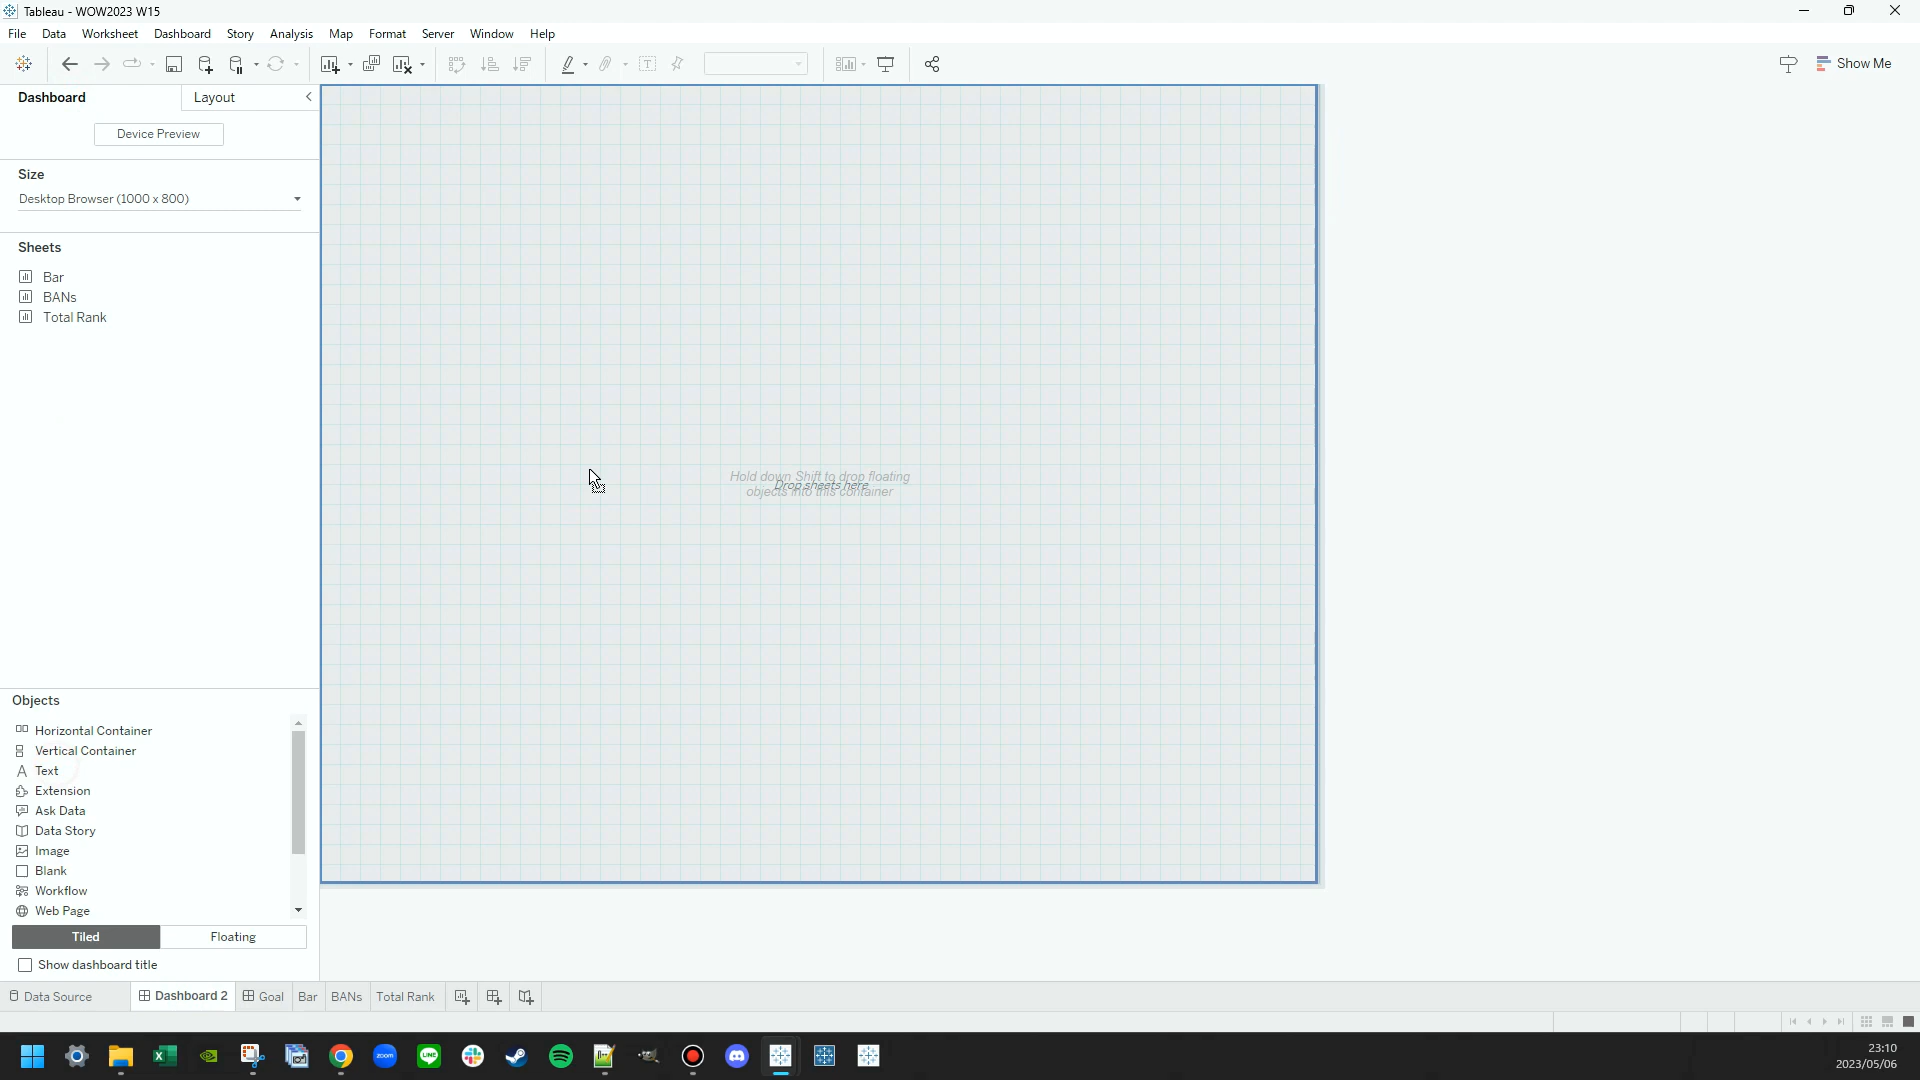 Tableau - WOW2023 W15
File Data Worksheet Dashboard Story Analysis Map Format Server Window Help
Show Me
Dashboard Layout
Device Preview
Size
Desktop Browser (1000 x 800)
Sheets
Bar
BANs
Total Rank
Hold down Shift to drop floating
objects into this container
Drop sheets here
Objects
Horizontal Container
Vertical Container
Text
Extension
Ask Data
Data Story
Image
Blank
Workflow
Web Page
Tiled Floating
Show dashboard title
Data Source Dashboard 2 Goal Bar BANs Total Rank
zoom LINE
23:10
2023/05/06